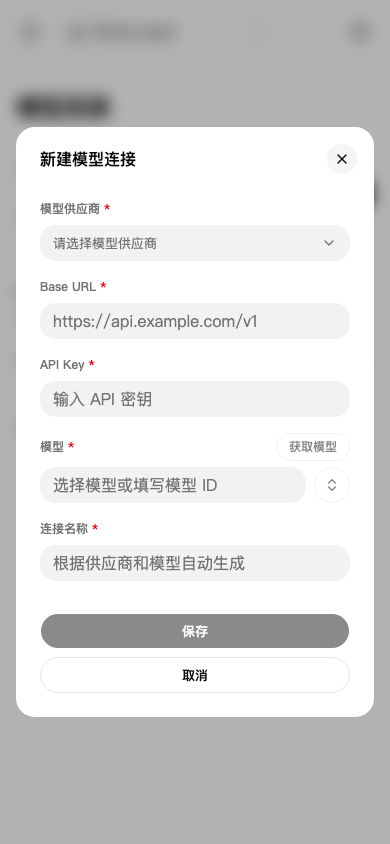 新建模型连接
模型供应商 *
请选择模型供应商
Base URL *
https://api.example.com/v1
API Key *
输入 API 密钥
模型 *
获取模型
选择模型或填写模型 ID
连接名称 *
根据供应商和模型自动生成
保存
取消